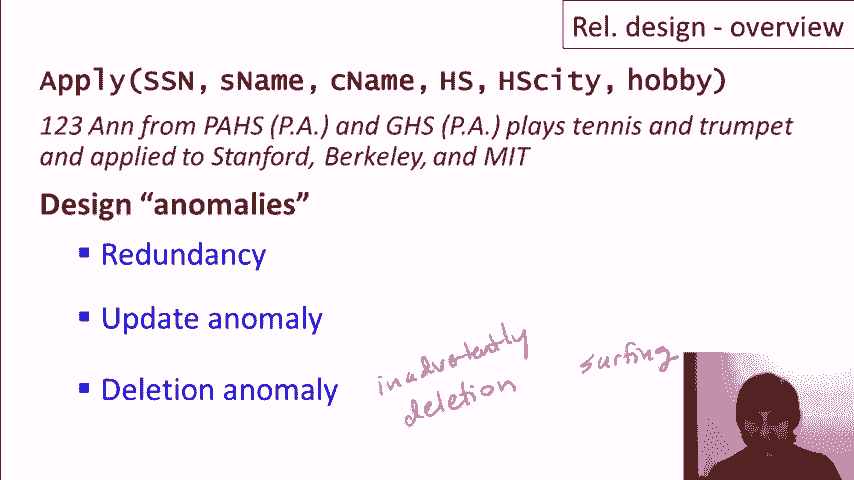 Rel. design - overview
Apply(SSN, sName, cName, HS, HScity, hobby)
123 Ann from PAHS (P.A.) and GHS (P.A.) plays tennis and trumpet
and applied to Stanford, Berkeley, and MIT
Design “anomalies”
▪ Redundancy
▪ Update anomaly
▪ Deletion anomaly
inadvertently
deletion
surfing